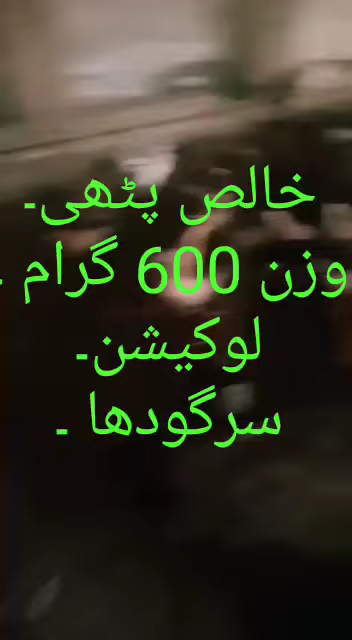 خالص پٹھی۔
وزن 600 گرام ۔
لوکیشن۔
سرگودھا ۔